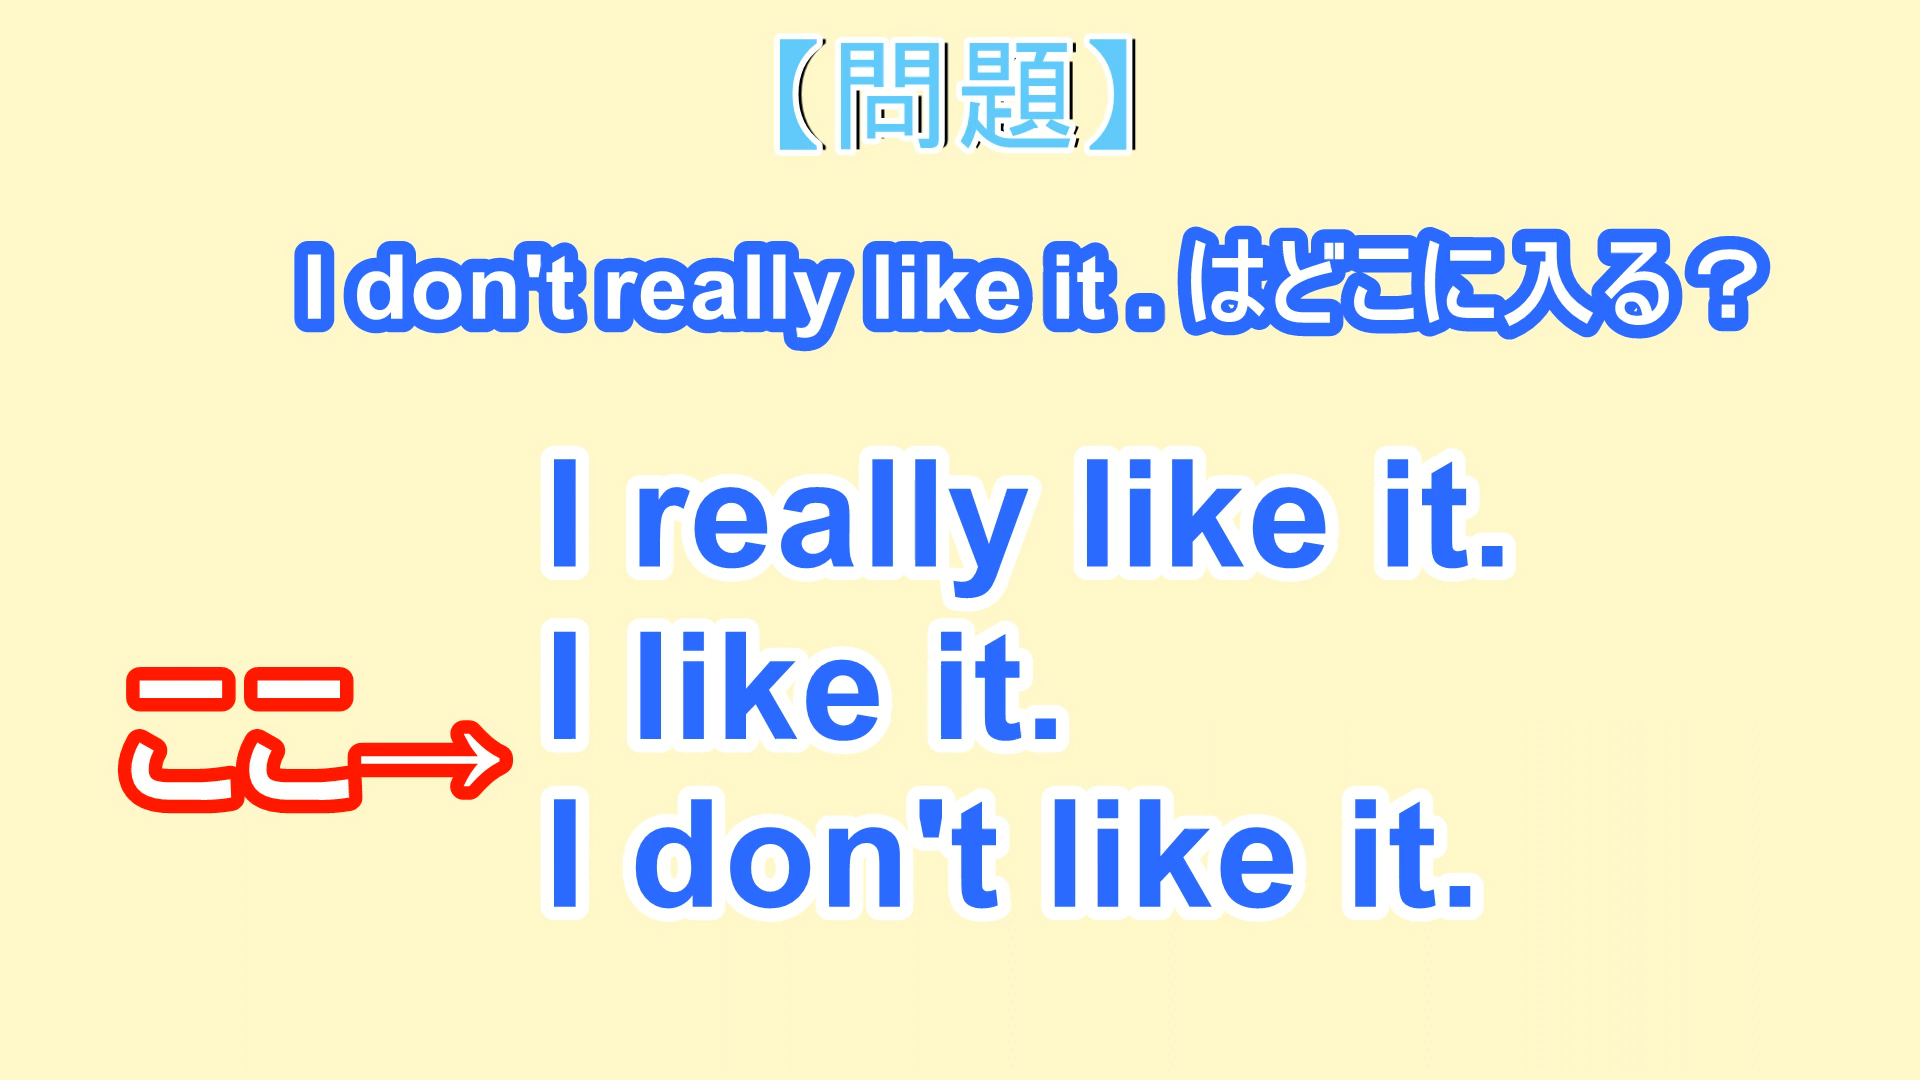 【問題】
I don't really like it . はどこに入る？
I really like it.
I like it.
ここ→
I don't like it.